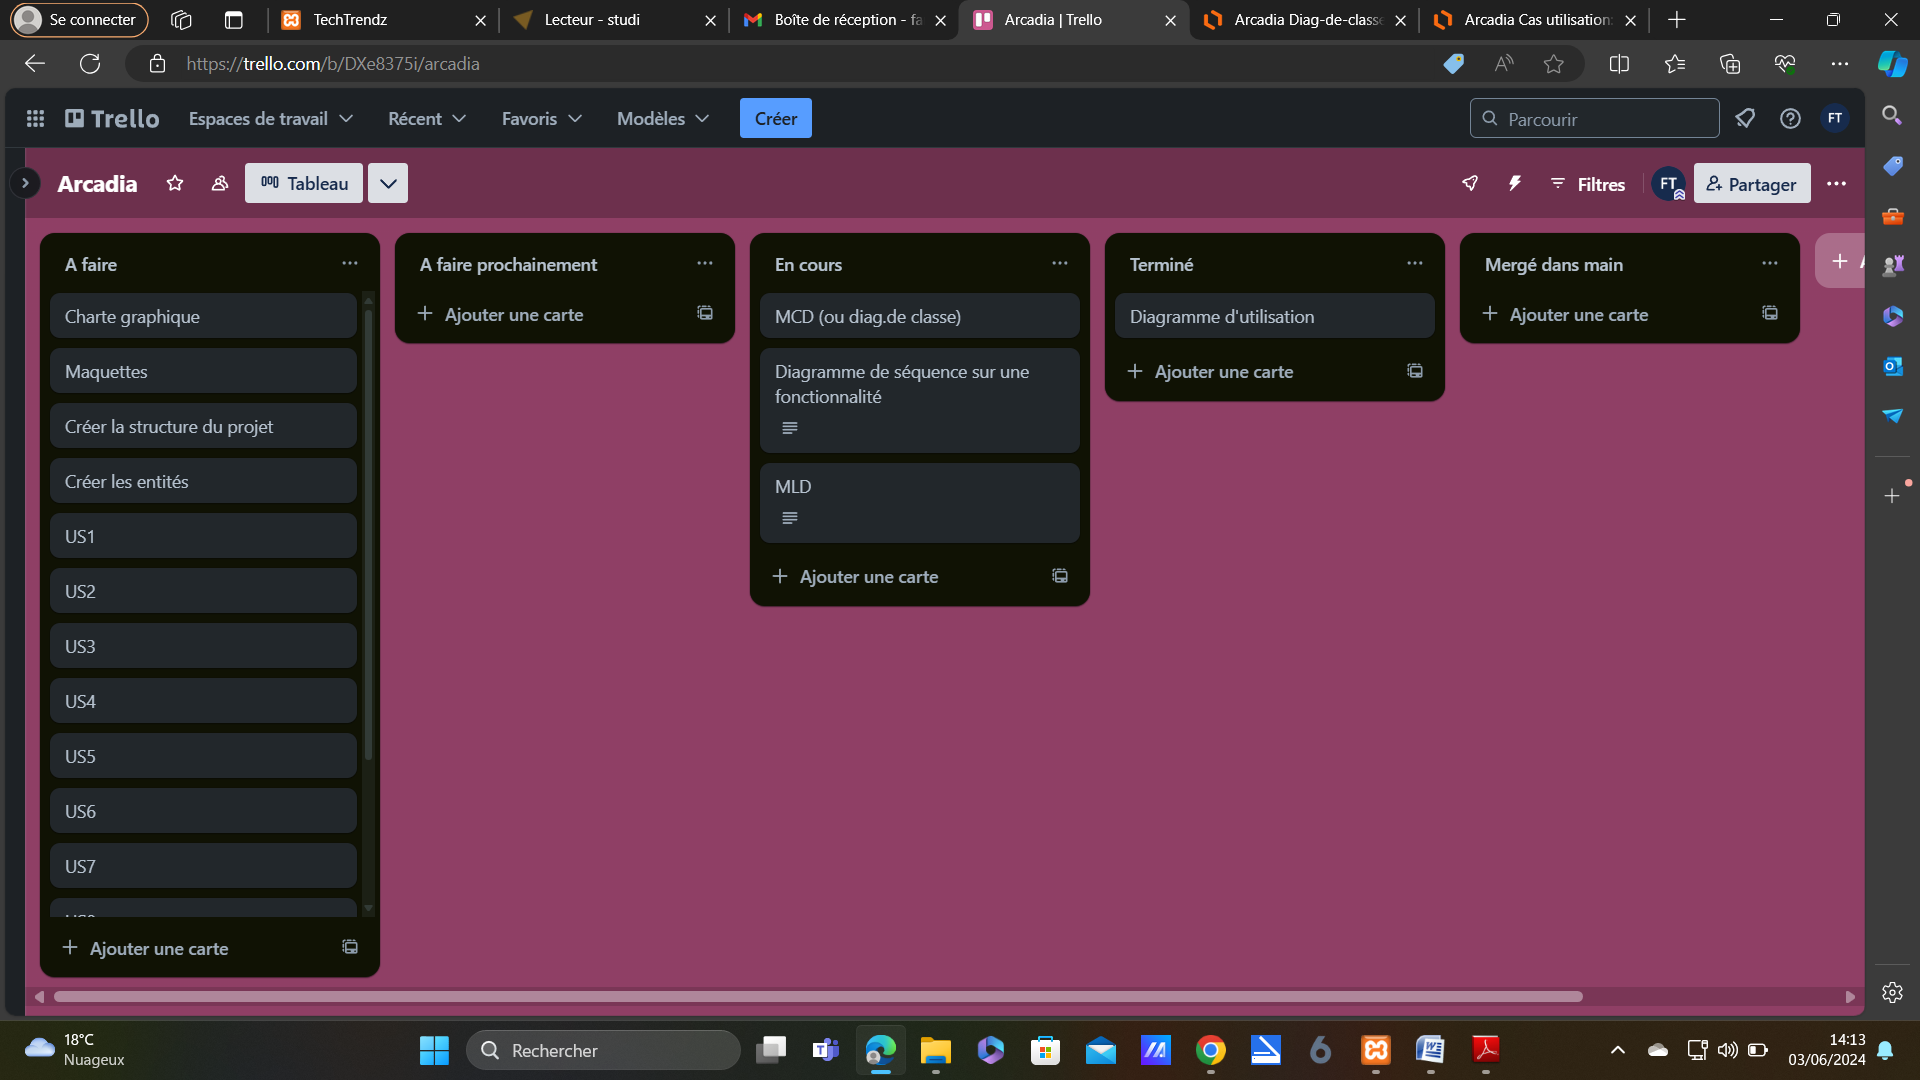 Se connecter
TechTrendz
Lecteur - studi
Boîte de réception - fa
Arcadia | Trello
Arcadia Diag-de-classe
Arcadia Cas utilisation:
https://trello.com/b/DXe8375i/arcadia
Trello
Espaces de travail
Récent
Favoris
Modèles
Créer
Parcourir
FT
Arcadia
Tableau
Filtres
FT
Partager
A faire
Charte graphique
Maquettes
Créer la structure du projet
Créer les entités
US1
US2
US3
US4
US5
US6
US7
Ajouter une carte
A faire prochainement
Ajouter une carte
En cours
MCD (ou diag.de classe)
Diagramme de séquence sur une
fonctionnalité
MLD
Ajouter une carte
Terminé
Diagramme d'utilisation
Ajouter une carte
Mergé dans main
Ajouter une carte
18°C
Nuageux
Rechercher
14:13
03/06/2024